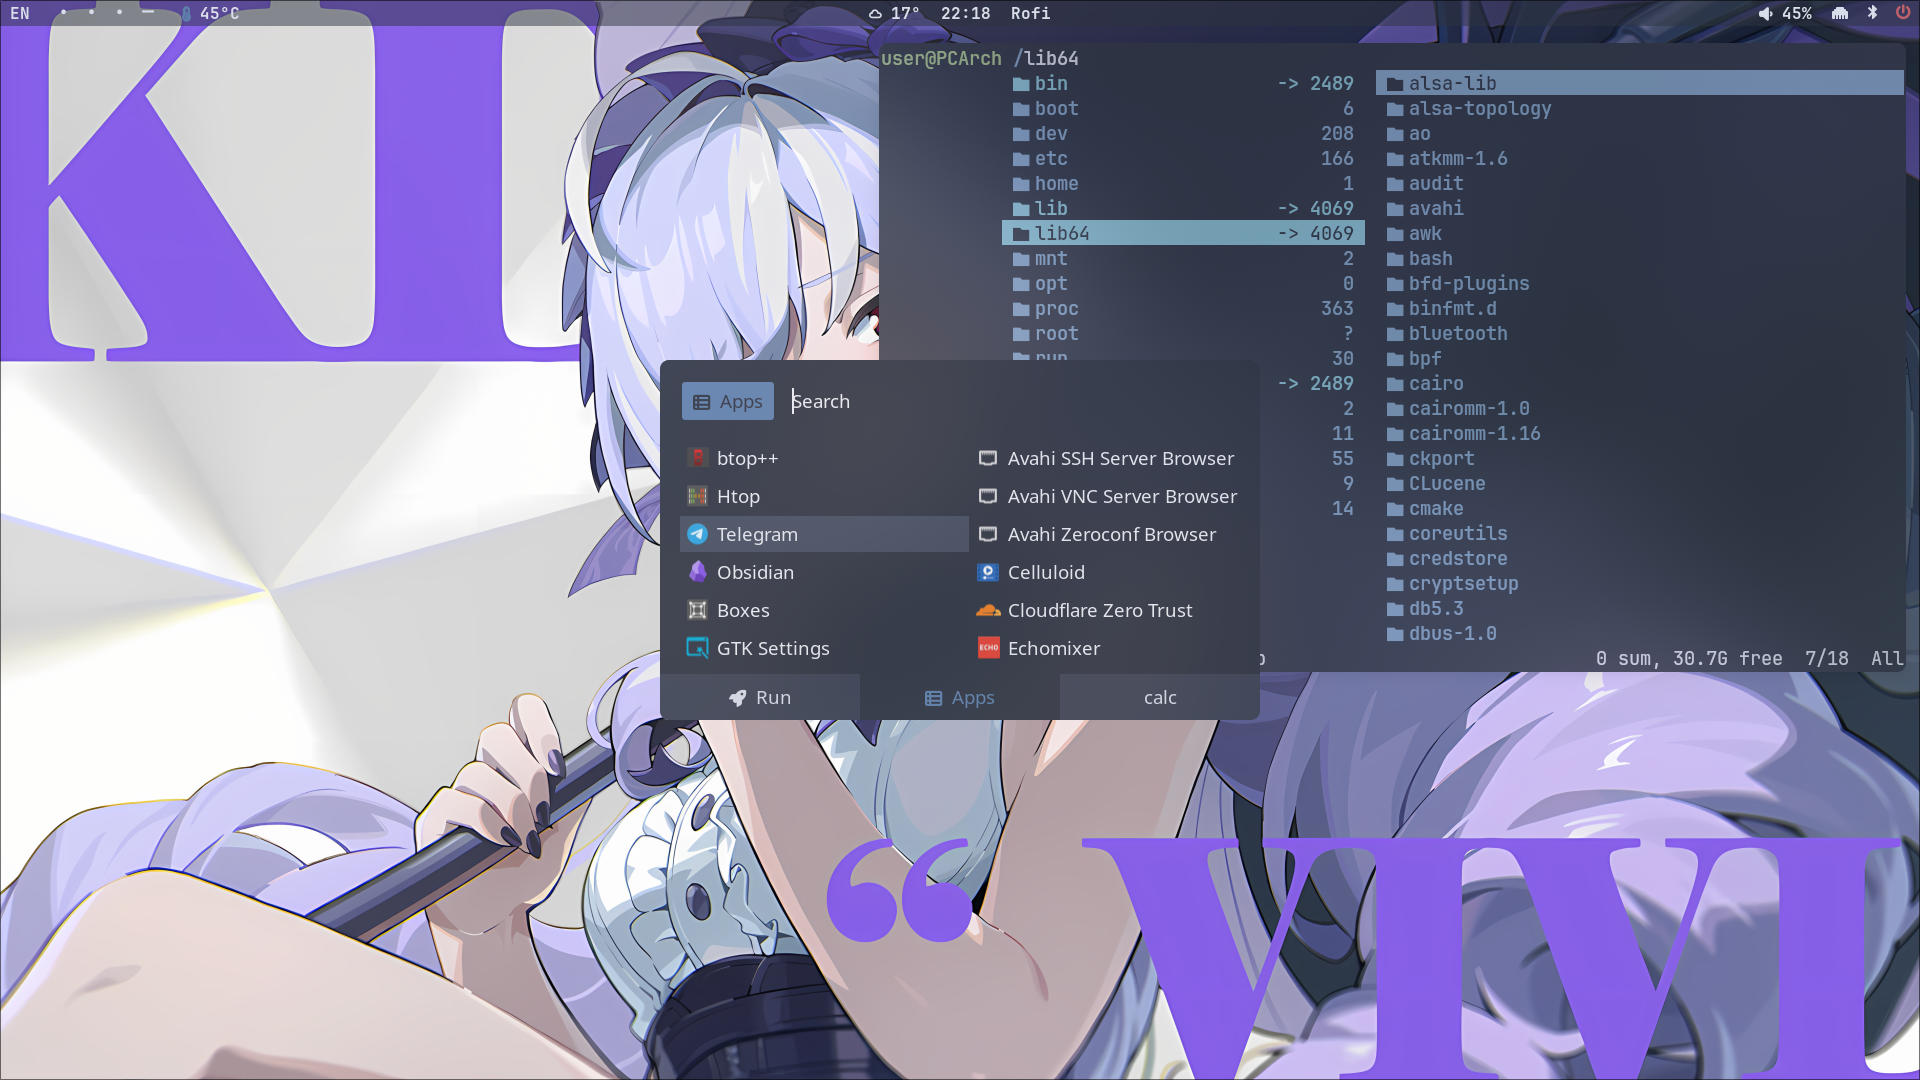 EN
45°C
17° 22:18 Rofi
45%
KI
user@PCArch /lib64
bin -> 2489
boot 6
dev 208
etc 166
home 1
lib -> 4069
lib64 -> 4069
mnt 2
opt 0
proc 363
root ?
run 30
-> 2489
2
11
55
9
14
alsa-lib
alsa-topology
ao
atkmm-1.6
audit
avahi
awk
bash
bfd-plugins
binfmt.d
bluetooth
bpf
cairo
cairomm-1.0
cairomm-1.16
ckport
CLucene
cmake
coreutils
credstore
cryptsetup
db5.3
dbus-1.0
0 sum, 30.7G free 7/18 All
Apps Search
btop++
Htop
Telegram
Obsidian
Boxes
GTK Settings
Avahi SSH Server Browser
Avahi VNC Server Browser
Avahi Zeroconf Browser
Celluloid
Cloudflare Zero Trust
ECHO Echomixer
Run Apps calc
“ VIVI